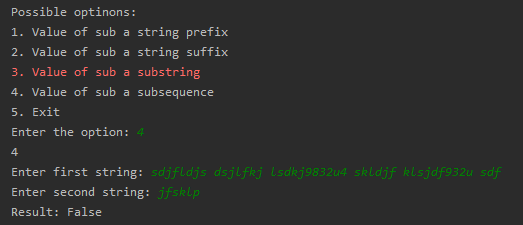 Possible optinons:
1. Value of sub a string prefix
2. Value of sub a string suffix
3. Value of sub a substring
4. Value of sub a subsequence
5. Exit
Enter the option: 4
4
Enter first string: sdjfldjs dsjlfkj lsdkj9832u4 skldjf klsjdf932u sdf
Enter second string: jfsklp
Result: False